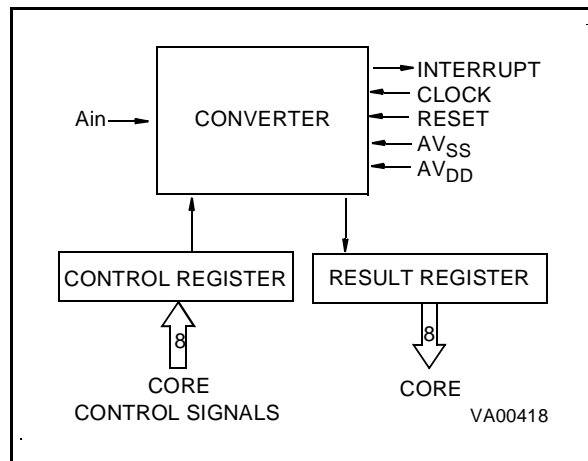 INTERRUPT
CLOCK
Ain
CONVERTER
RESET
AVSS
AVDD
CONTROL REGISTER
RESULT REGISTER
8
8
CORE
CONTROL SIGNALS
CORE
VA00418